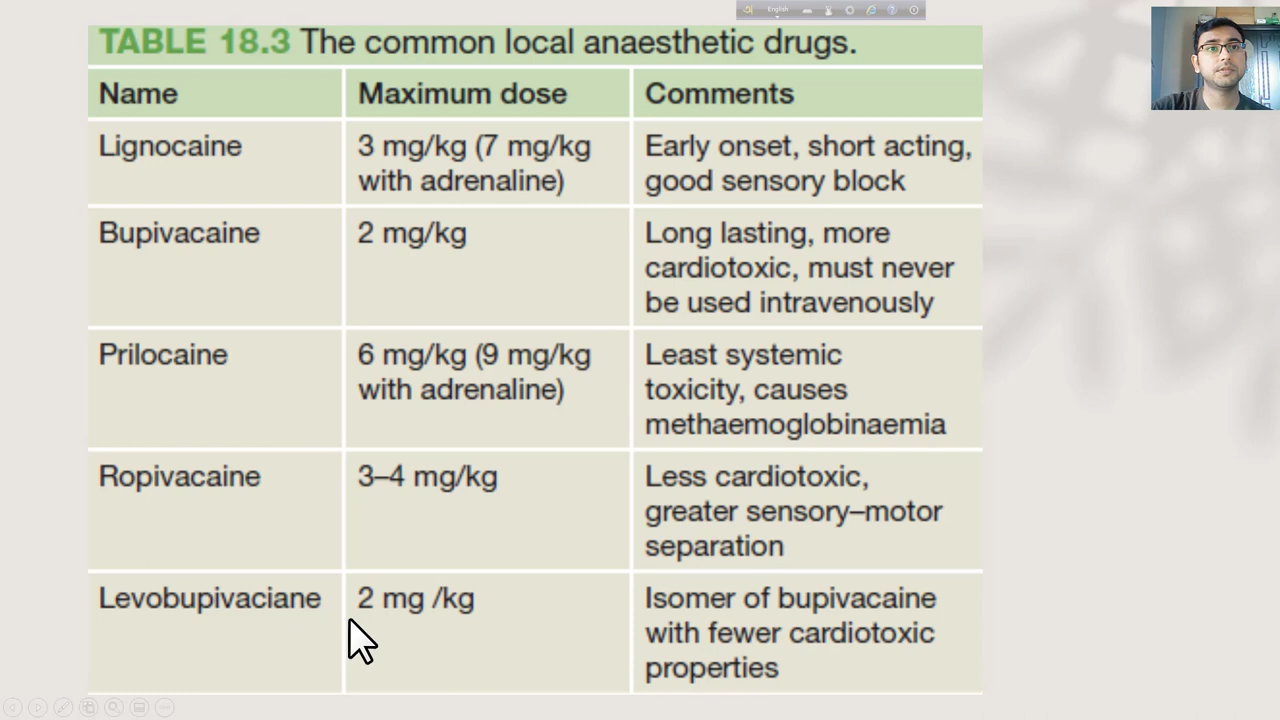 English
TABLE 18.3 The common local anaesthetic drugs.
Name Maximum dose Comments
Lignocaine 3 mg/kg (7 mg/kg Early onset, short acting,
with adrenaline) good sensory block
Bupivacaine 2 mg/kg Long lasting, more
cardiotoxic, must never
be used intravenously
Prilocaine 6 mg/kg (9 mg/kg Least systemic
with adrenaline) toxicity, causes
methaemoglobinaemia
Ropivacaine 3–4 mg/kg Less cardiotoxic,
greater sensory–motor
separation
Levobupivaciane 2 mg /kg Isomer of bupivacaine
with fewer cardiotoxic
properties